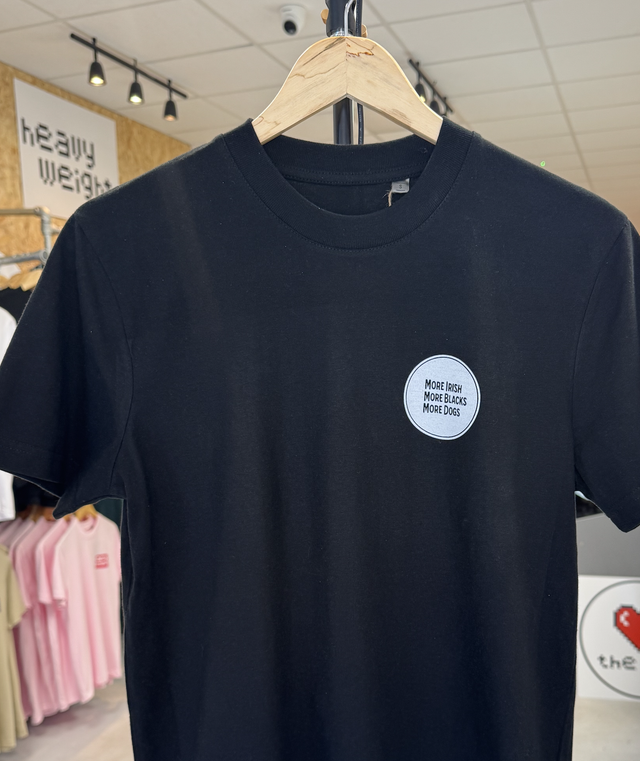 heavy
weight
More Irish
More Blacks
More Dogs
the